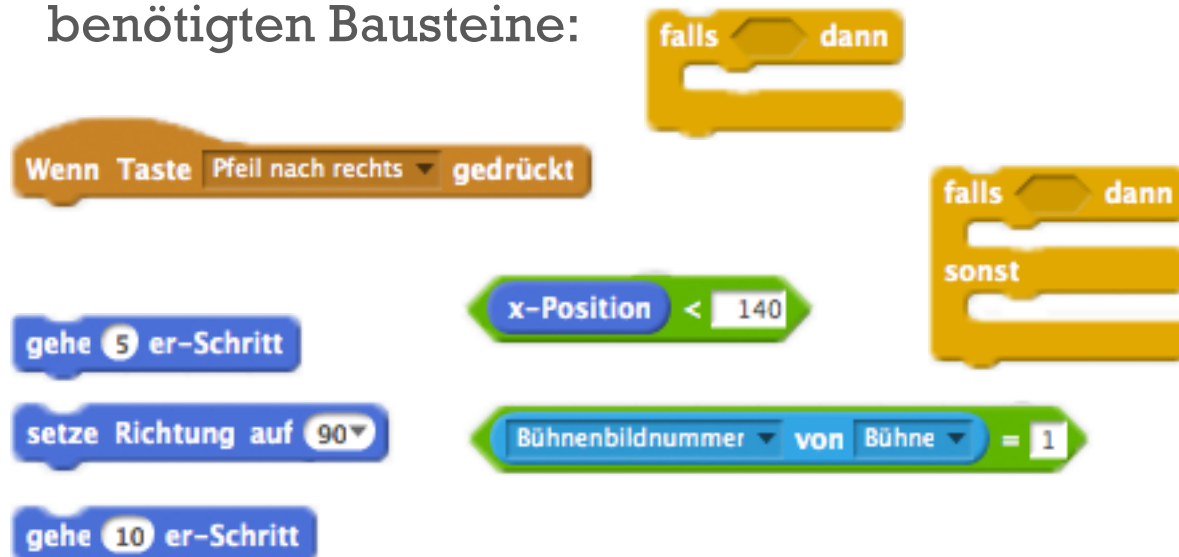 benötigten Bausteine:
falls dann
Wenn Taste Pfeil nach rechts gedrückt
falls dann
sonst
x-Position < 140
gehe 5 er-Schritt
setze Richtung auf 90
Bühnenbildnummer von Bühne = 1
gehe 10 er-Schritt